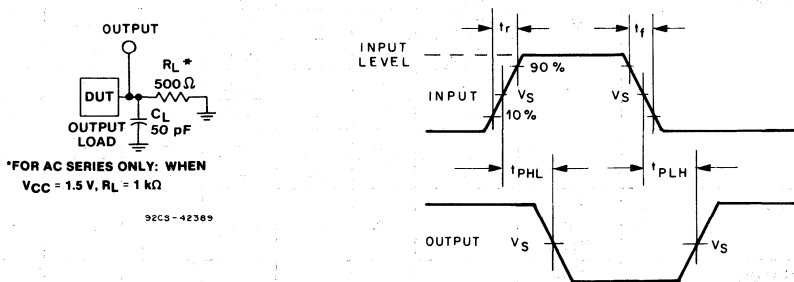 OUTPUT
RL*
500Ω
DUT
CL
50 pF
OUTPUT
LOAD
*FOR AC SERIES ONLY: WHEN
VCC = 1.5 V, RL = 1 kΩ
92CS-42389
tr
tf
INPUT
LEVEL
90%
INPUT
VS
VS
10%
tPHL
tPLH
OUTPUT
VS
VS